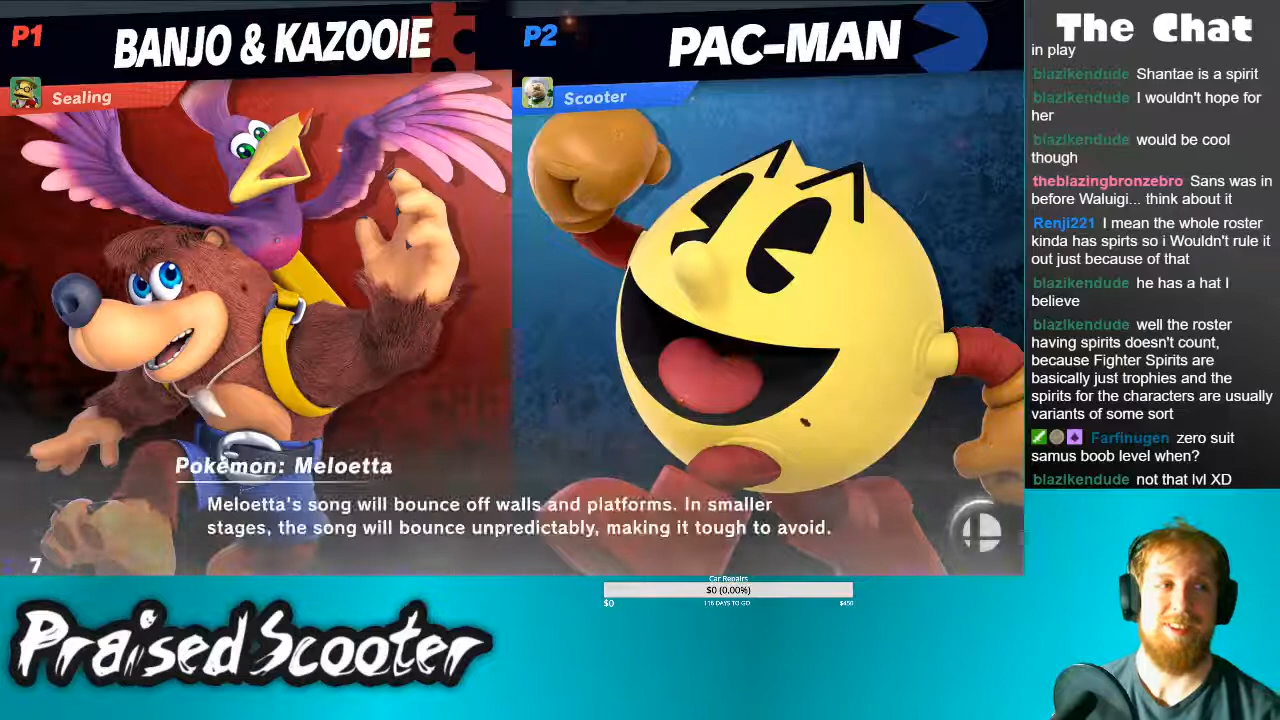 P1
BANJO & KAZOOIE
Sealing
P2
PAC-MAN
Scooter
Pokémon: Meloetta
Meloetta's song will bounce off walls and platforms. In smaller
stages, the song will bounce unpredictably, making it tough to avoid.
7
Car Repairs
$0 (0.00%)
$0
116 DAYS TO GO
$450
Praised Scooter
The Chat
in play
blazikendude Shantae is a spirit
blazikendude I wouldn't hope for
her
blazikendude would be cool
though
theblazingbronzebro Sans was in
before Waluigi... think about it
Renji221 I mean the whole roster
kinda has spirts so i Wouldn't rule it
out just because of that
blazikendude he has a hat I
believe
blazikendude well the roster
having spirits doesn't count,
because Fighter Spirits are
basically just trophies and the
spirits for the characters are usually
variants of some sort
Farfinugen zero suit
samus boob level when?
blazikendude not that lvl XD